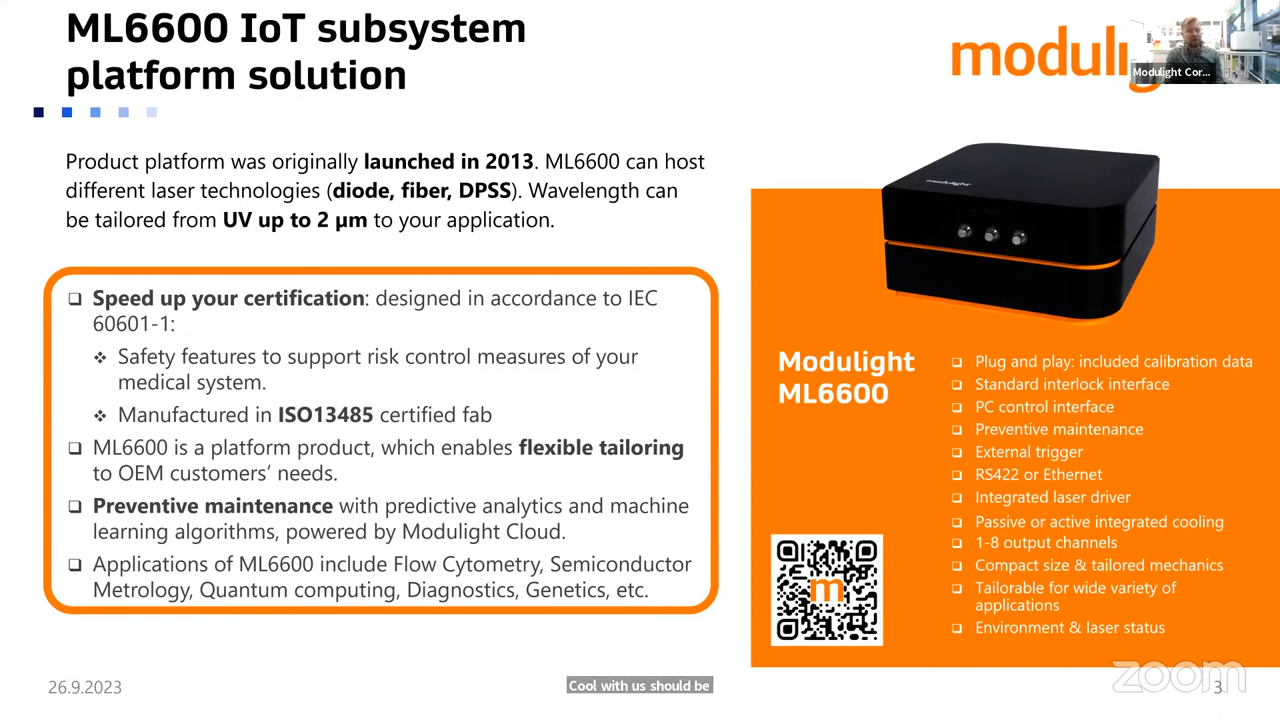 ML6600 IoT subsystem
platform solution
modulig
Modulight Cor...
Product platform was originally launched in 2013. ML6600 can host
different laser technologies (diode, fiber, DPSS). Wavelength can
be tailored from UV up to 2 µm to your application.
modulight
❑ Speed up your certification: designed in accordance to IEC
60601-1:
❖ Safety features to support risk control measures of your
medical system.
❖ Manufactured in ISO13485 certified fab
❑ ML6600 is a platform product, which enables flexible tailoring
to OEM customers’ needs.
❑ Preventive maintenance with predictive analytics and machine
learning algorithms, powered by Modulight Cloud.
❑ Applications of ML6600 include Flow Cytometry, Semiconductor
Metrology, Quantum computing, Diagnostics, Genetics, etc.
Modulight
ML6600
m
❑ Plug and play: included calibration data
❑ Standard interlock interface
❑ PC control interface
❑ Preventive maintenance
❑ External trigger
❑ RS422 or Ethernet
❑ Integrated laser driver
❑ Passive or active integrated cooling
❑ 1-8 output channels
❑ Compact size & tailored mechanics
❑ Tailorable for wide variety of
applications
❑ Environment & laser status
26.9.2023
Cool with us should be
zoom
3